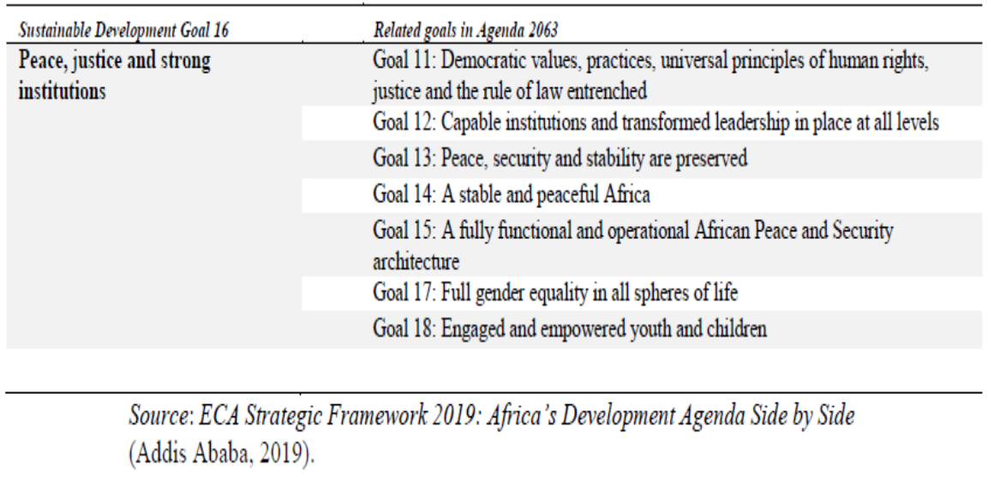 Sustainable Development Goal 16 Related goals in Agenda 2063
Peace, justice and strong Goal 11: Democratic values, practices, universal principles of human rights,
institutions justice and the rule of law entrenched
Goal 12: Capable institutions and transformed leadership in place at all levels
Goal 13: Peace, security and stability are preserved
Goal 14: A stable and peaceful Africa
Goal 15: A fully functional and operational African Peace and Security
architecture
Goal 17: Full gender equality in all spheres of life
Goal 18: Engaged and empowered youth and children
Source: ECA Strategic Framework 2019: Africa’s Development Agenda Side by Side
(Addis Ababa, 2019).